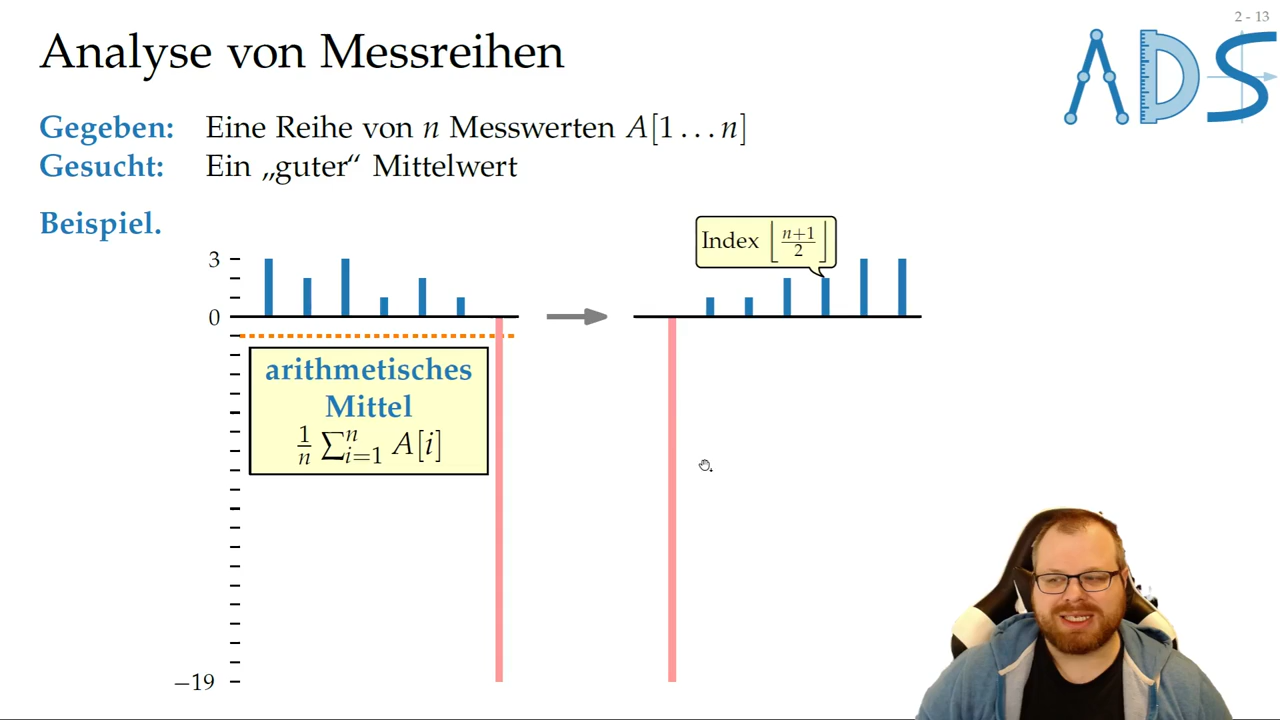 2 - 13
Analyse von Messreihen
ADS
Gegeben: Eine Reihe von n Messwerten A[1 … n]
Gesucht: Ein „guter“ Mittelwert
Beispiel.
Index ⌊(n+1)/2⌋
3
0
arithmetisches
Mittel
1/n ∑ⁿᵢ₌₁ A[i]
−19